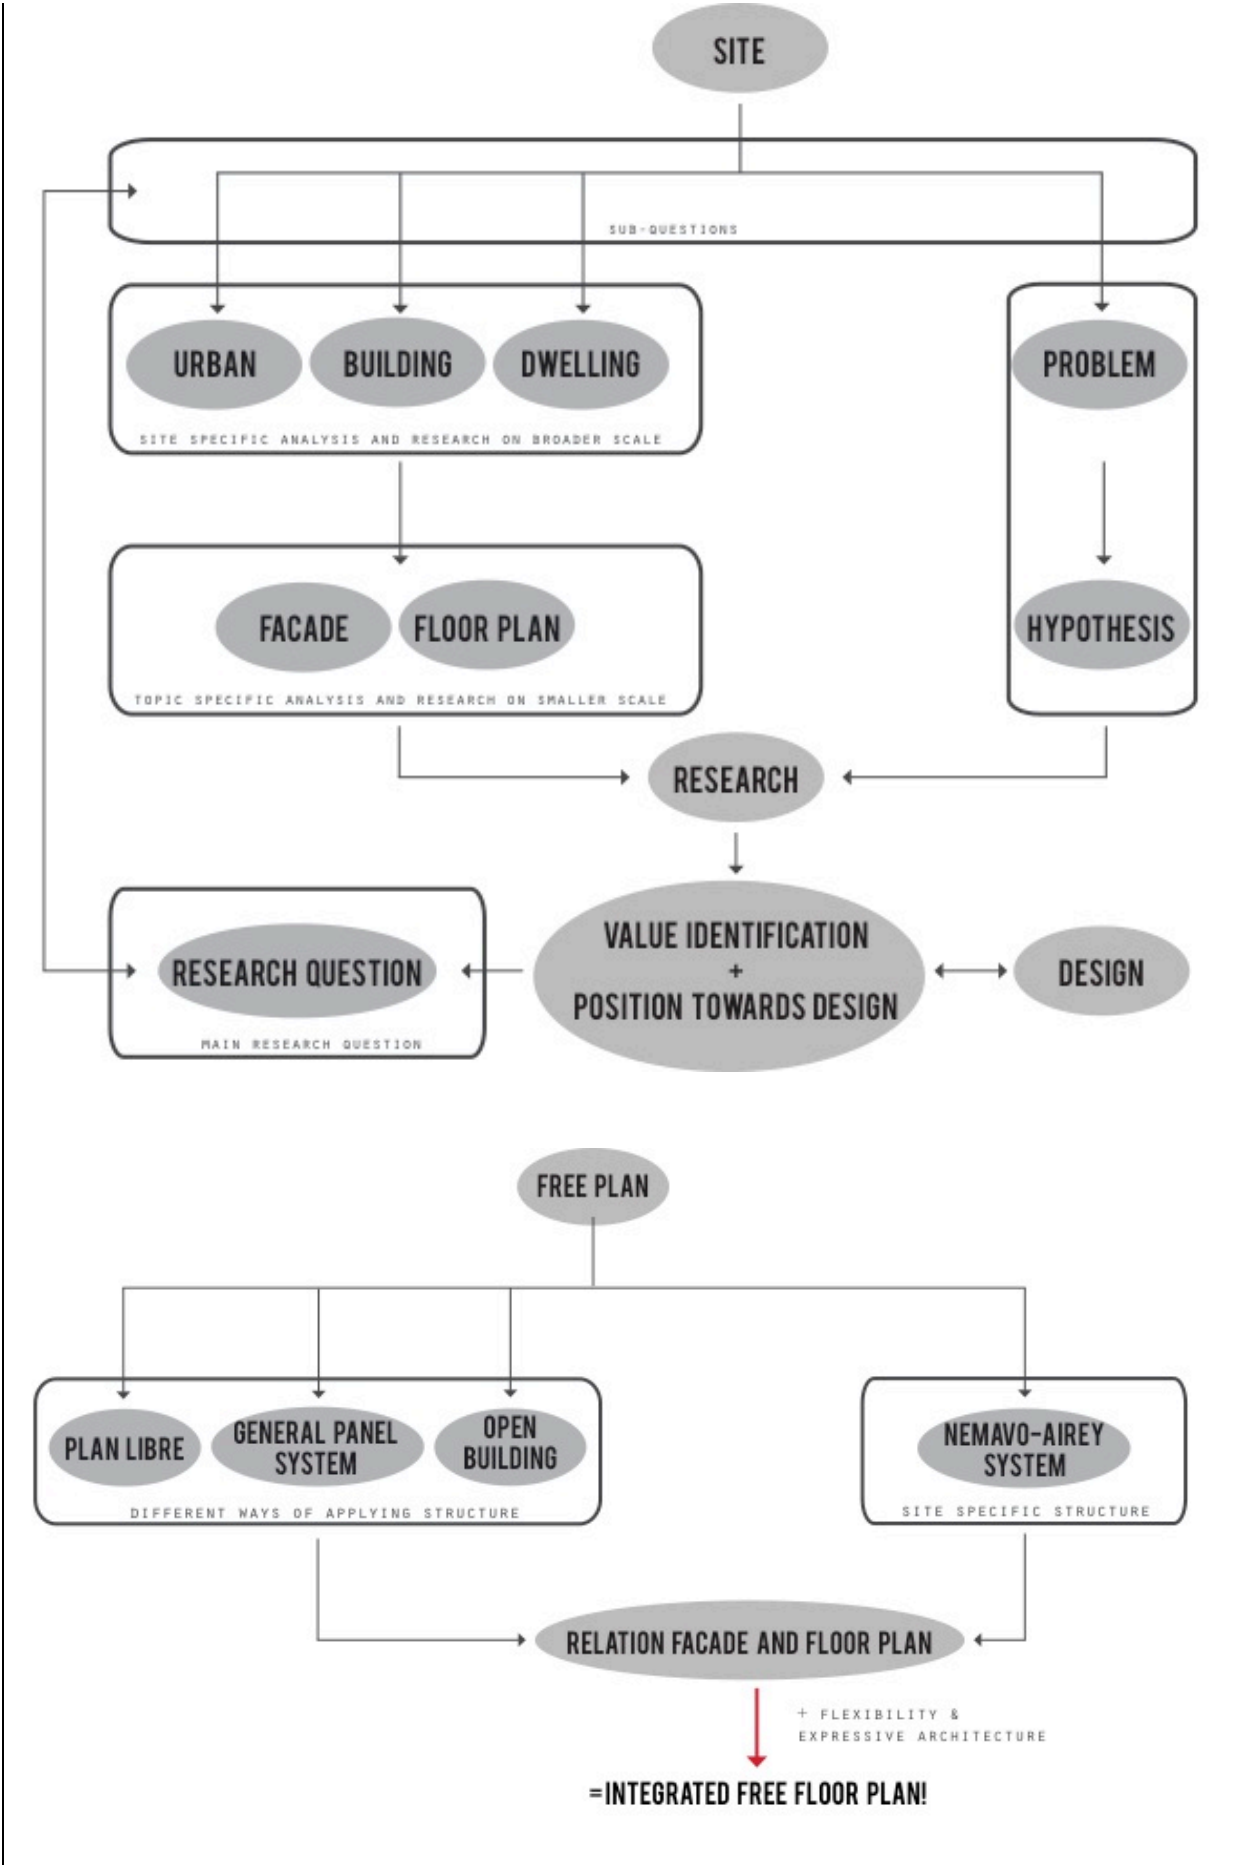 SITE
SUB-QUESTIONS
URBAN
BUILDING
DWELLING
PROBLEM
SITE SPECIFIC ANALYSIS AND RESEARCH ON BROADER SCALE
FACADE
FLOOR PLAN
HYPOTHESIS
TOPIC SPECIFIC ANALYSIS AND RESEARCH ON SMALLER SCALE
RESEARCH
VALUE IDENTIFICATION
+
POSITION TOWARDS DESIGN
RESEARCH QUESTION
DESIGN
MAIN RESEARCH QUESTION
FREE PLAN
PLAN LIBRE
GENERAL PANEL
SYSTEM
OPEN
BUILDING
NEMAVO-AIREY
SYSTEM
DIFFERENT WAYS OF APPLYING STRUCTURE
SITE SPECIFIC STRUCTURE
RELATION FACADE AND FLOOR PLAN
+ FLEXIBILITY &
EXPRESSIVE ARCHITECTURE
=INTEGRATED FREE FLOOR PLAN!